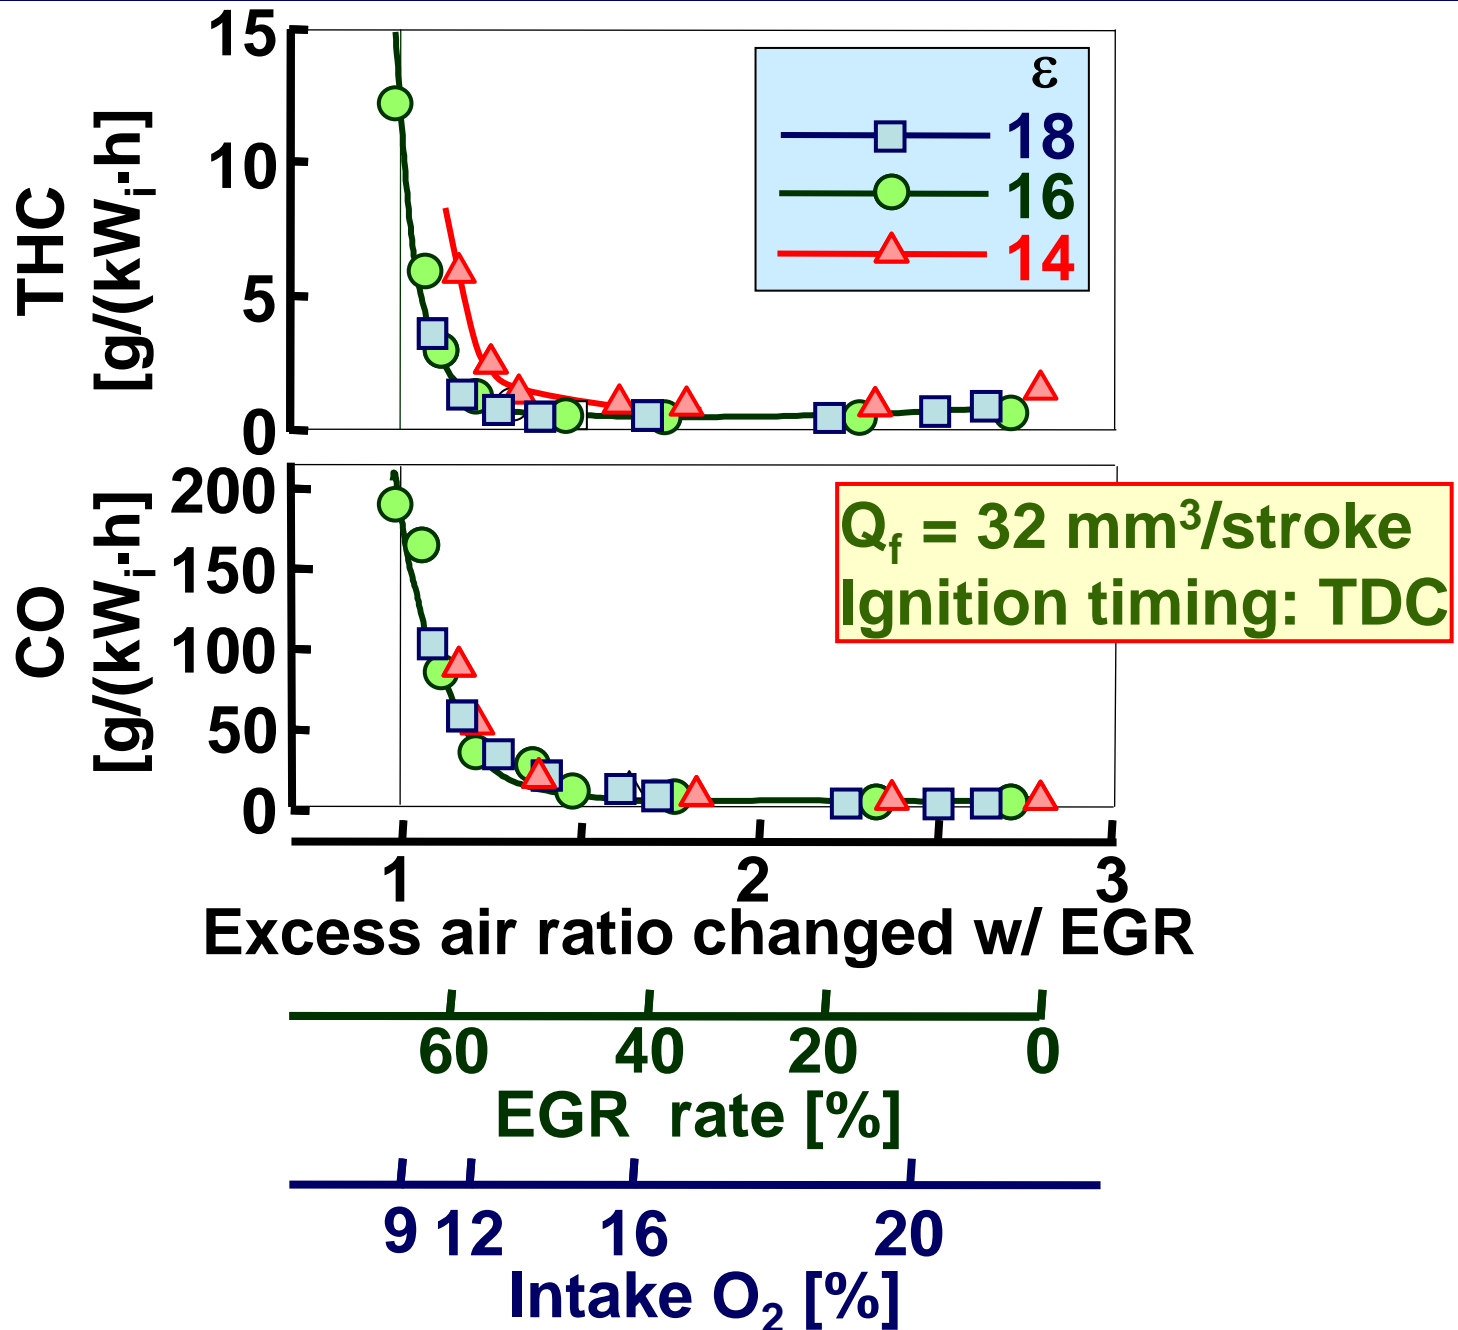 THC
[g/(kWi·h]
15
10
5
0
ε
18
16
14
CO
[g/(kWi·h]
200
150
100
50
0
Qf = 32 mm³/stroke
Ignition timing: TDC
1 2 3
Excess air ratio changed w/ EGR
60 40 20 0
EGR rate [%]
9 12 16 20
Intake O₂ [%]